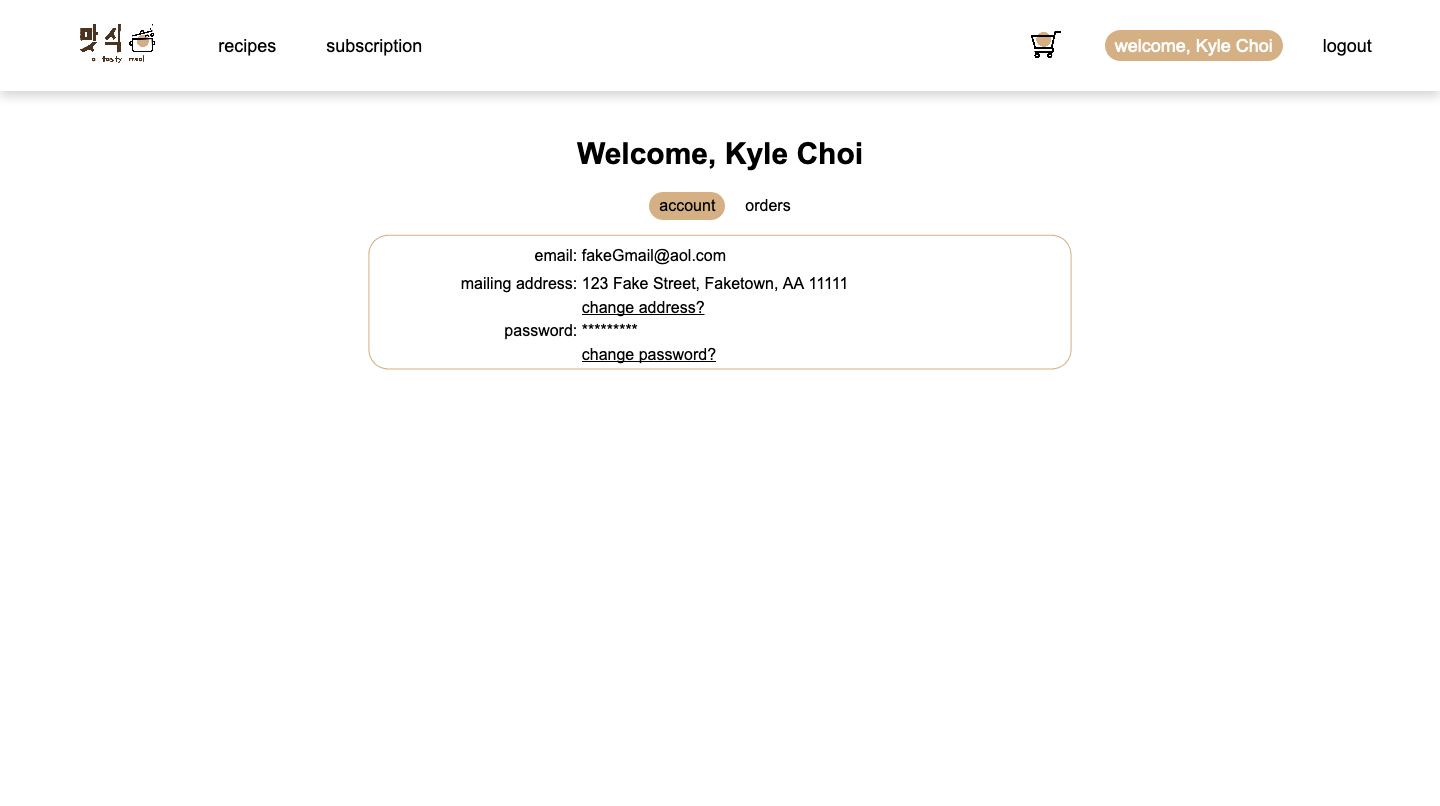 맛식
a tasty meal
recipes
subscription
welcome, Kyle Choi
logout
Welcome, Kyle Choi
account
orders
email: fakeGmail@aol.com
mailing address: 123 Fake Street, Faketown, AA 11111
change address?
password: *********
change password?